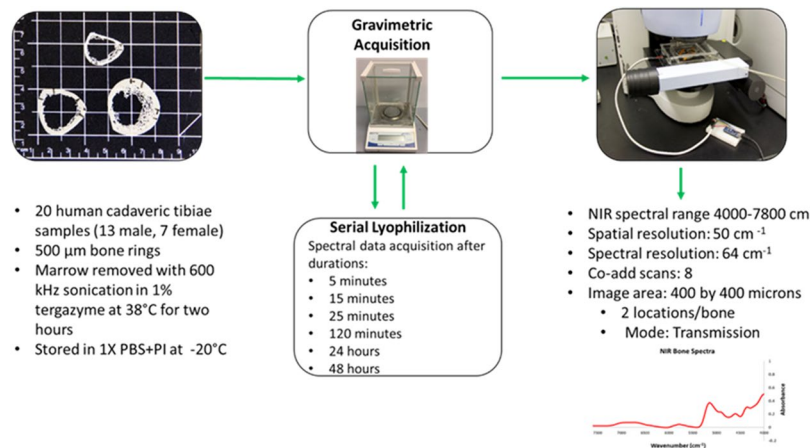 Gravimetric
Acquisition
• 20 human cadaveric tibiae
samples (13 male, 7 female)
• 500 µm bone rings
• Marrow removed with 600
kHz sonication in 1%
tergazyme at 38°C for two
hours
• Stored in 1X PBS+PI at -20°C
Serial Lyophilization
Spectral data acquisition after
durations:
• 5 minutes
• 15 minutes
• 25 minutes
• 120 minutes
• 24 hours
• 48 hours
• NIR spectral range 4000-7800 cm
• Spatial resolution: 50 cm -1
• Spectral resolution: 64 cm-1
• Co-add scans: 8
• Image area: 400 by 400 microns
• 2 locations/bone
• Mode: Transmission
NIR Bone Spectra
Absorbance
Wavenumber (cm-1)